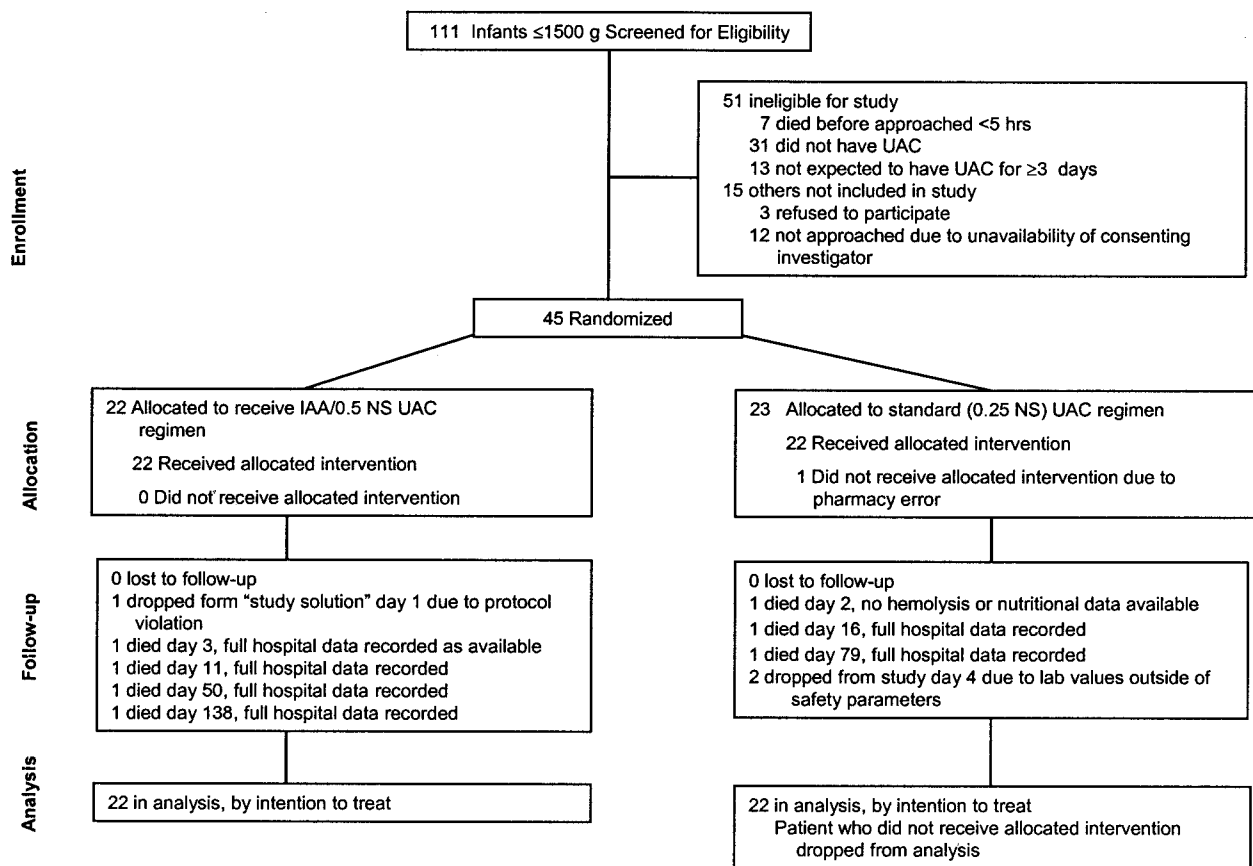 111 Infants ≤1500 g Screened for Eligibility
Enrollment
51 ineligible for study
7 died before approached <5 hrs
31 did not have UAC
13 not expected to have UAC for ≥3 days
15 others not included in study
3 refused to participate
12 not approached due to unavailability of consenting
investigator
45 Randomized
Allocation
22 Allocated to receive IAA/0.5 NS UAC
regimen
22 Received allocated intervention
0 Did not receive allocated intervention
23 Allocated to standard (0.25 NS) UAC regimen
22 Received allocated intervention
1 Did not receive allocated intervention due to
pharmacy error
Follow-up
0 lost to follow-up
1 dropped form “study solution” day 1 due to protocol
violation
1 died day 3, full hospital data recorded as available
1 died day 11, full hospital data recorded
1 died day 50, full hospital data recorded
1 died day 138, full hospital data recorded
0 lost to follow-up
1 died day 2, no hemolysis or nutritional data available
1 died day 16, full hospital data recorded
1 died day 79, full hospital data recorded
2 dropped from study day 4 due to lab values outside of
safety parameters
Analysis
22 in analysis, by intention to treat
22 in analysis, by intention to treat
Patient who did not receive allocated intervention
dropped from analysis